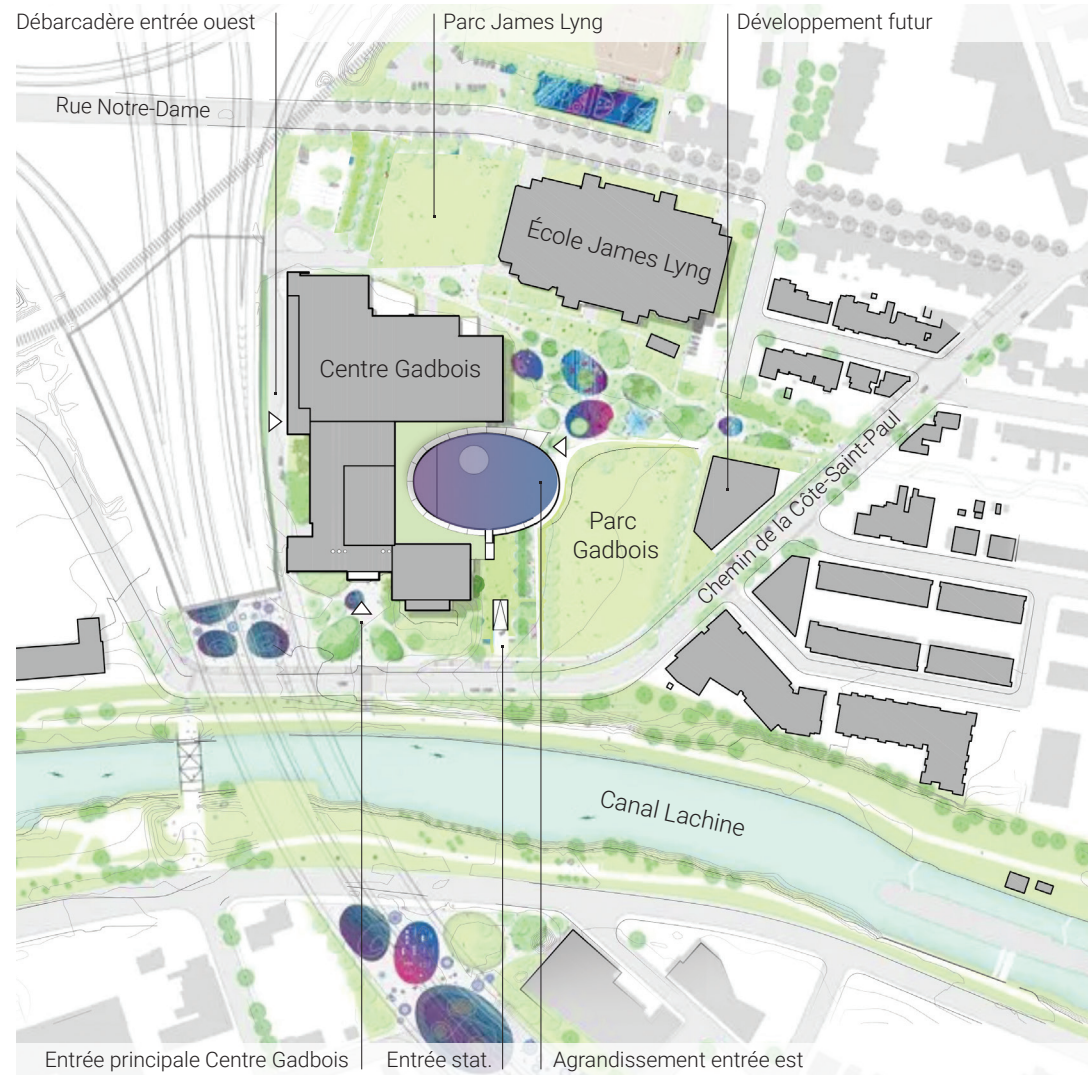 Débarcadère entrée ouest
Parc James Lyng
Développement futur
Rue Notre-Dame
École James Lyng
Centre Gadbois
Parc
Gadbois
Chemin de la Côte-Saint-Paul
Canal Lachine
Entrée principale Centre Gadbois
Entrée stat.
Agrandissement entrée est